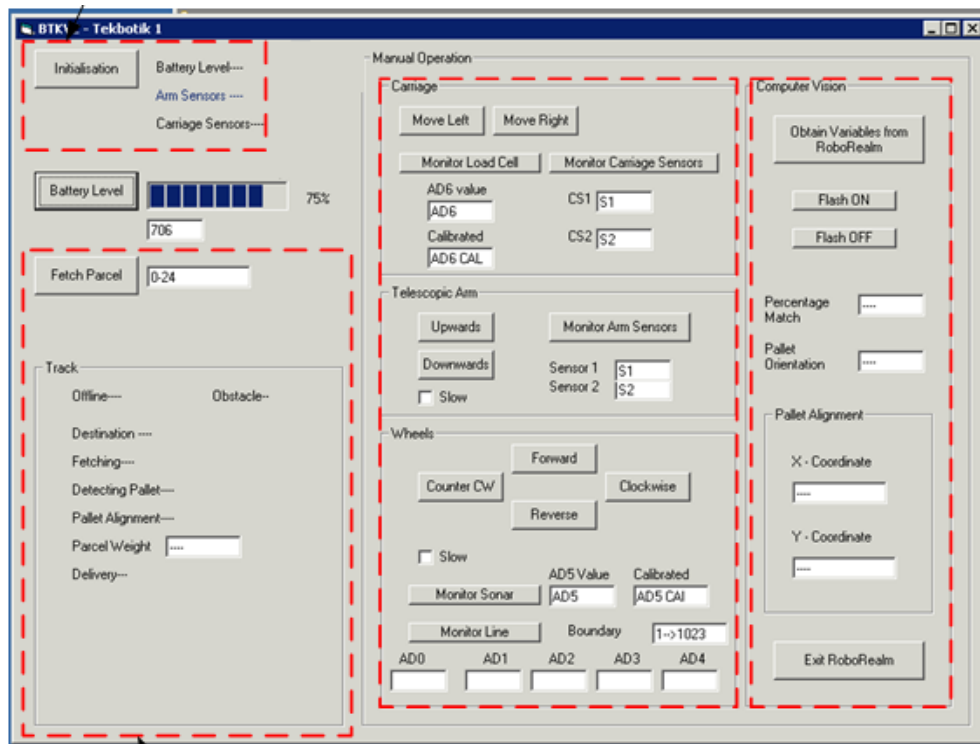 BTKV2 - Tekbotik 1
Initialisation
Battery Level----
Arm Sensors ----
Carriage Sensors----
Battery Level
75%
706
Fetch Parcel
0-24
Track
Offline----
Obstacle--
Destination ----
Fetching----
Detecting Pallet----
Pallet Alignment----
Parcel Weight
----
Delivery---
Manual Operation
Carriage
Move Left
Move Right
Monitor Load Cell
Monitor Carriage Sensors
AD6 value
AD6
CS1
S1
Calibrated
AD6 CAL
CS2
S2
Telescopic Arm
Upwards
Monitor Arm Sensors
Downwards
Sensor 1
S1
Sensor 2
S2
Slow
Wheels
Forward
Counter CW
Clockwise
Reverse
Slow
AD5 Value
Calibrated
Monitor Sonar
AD5
AD5 CAl
Monitor Line
Boundary
1-->1023
AD0
AD1
AD2
AD3
AD4
Computer Vision
Obtain Variables from
RoboRealm
Flash ON
Flash OFF
Percentage
Match
----
Pallet
Orientation
----
Pallet Alignment
X - Coordinate
----
Y - Coordinate
----
Exit RoboRealm